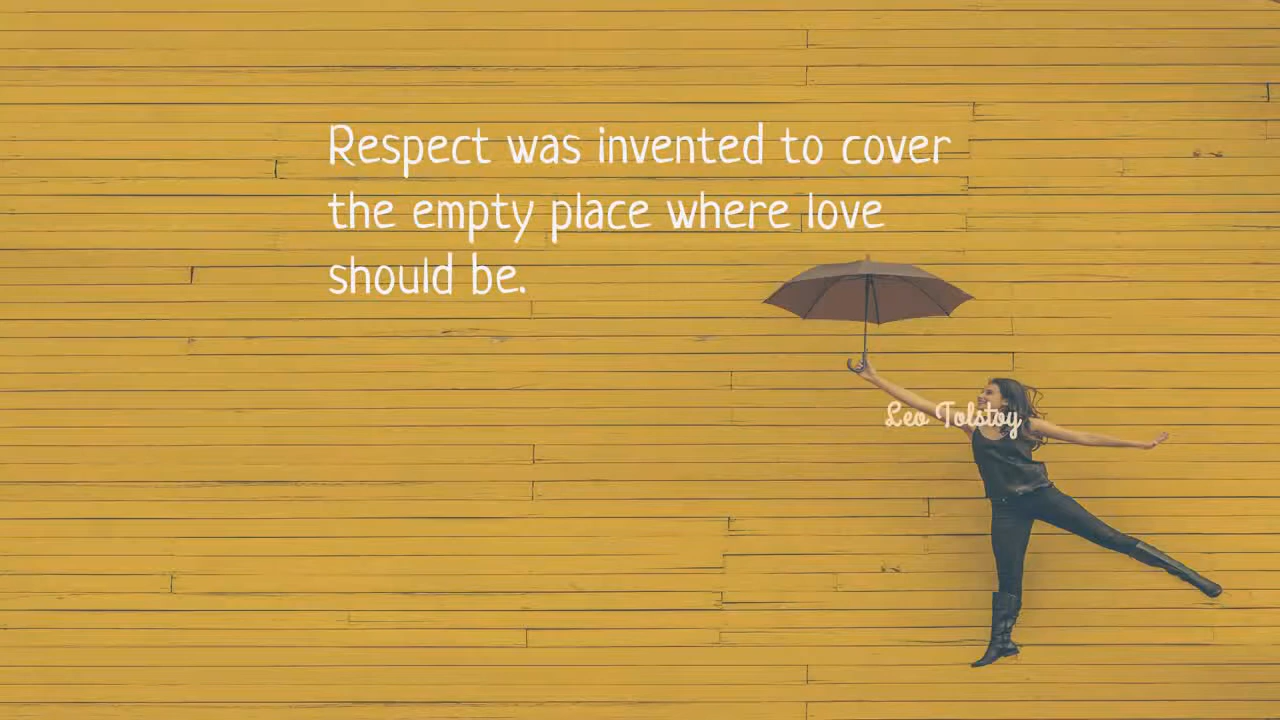 Respect was invented to cover
the empty place where love
should be.
Leo Tolstoy